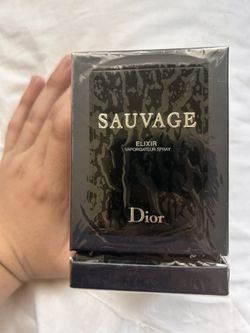 SAUVAGE
ELIXIR
VAPORISATEUR SPRAY
Dior